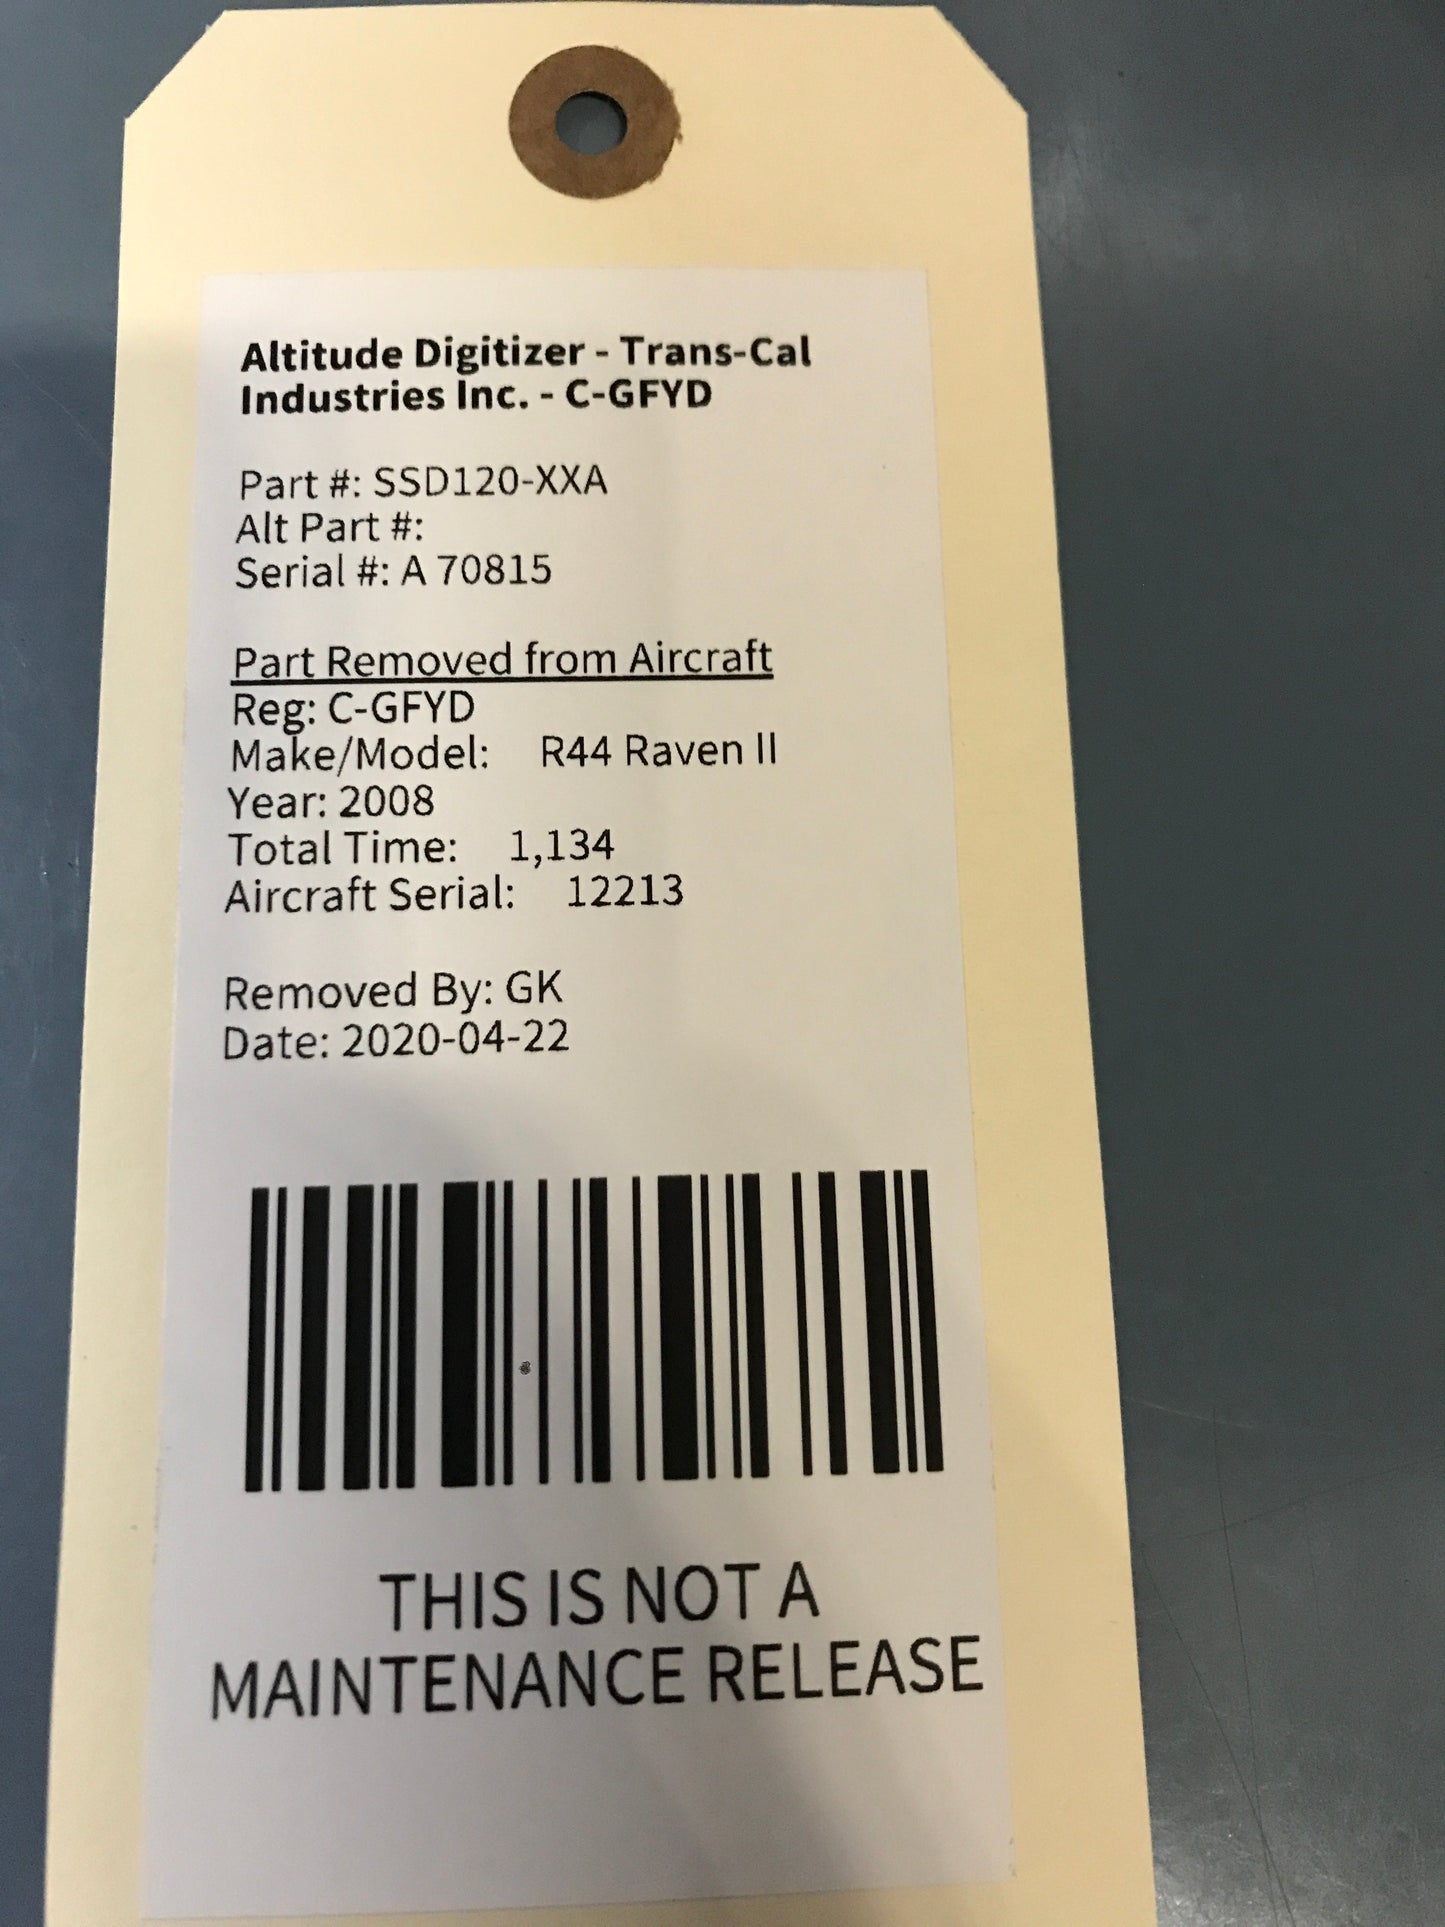 Altitude Digitizer - Trans-Cal
Industries Inc. - C-GFYD
Part #: SSD120-XXA
Alt Part #:
Serial #: A 70815
Part Removed from Aircraft
Reg: C-GFYD
Make/Model: R44 Raven II
Year: 2008
Total Time: 1,134
Aircraft Serial: 12213
Removed By: GK
Date: 2020-04-22
THIS IS NOT A
MAINTENANCE RELEASE